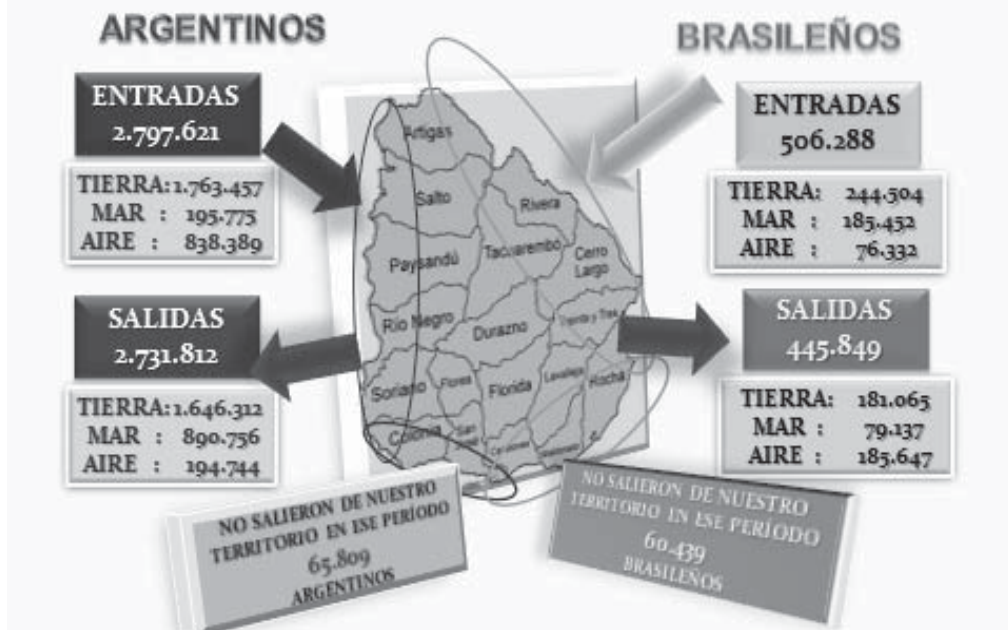 ARGENTINOS
ENTRADAS
2.797.621
TIERRA: 1.763.457
MAR : 195.775
AIRE : 838.389
SALIDAS
2.731.812
TIERRA: 1.646.312
MAR : 890.756
AIRE : 194.744
NO SALIERON DE NUESTRO
TERRITORIO EN ESE PERÍODO
65.809
ARGENTINOS
Artigas
Salto
Rivera
Paysandú
Tacuarembó
Cerro
Largo
Río Negro
Durazno
Treinta y Tres
Soriano
Flores
Florida
Lavalleja
Rocha
Colonia
San
BRASILEÑOS
ENTRADAS
506.288
TIERRA: 244.504
MAR : 185.452
AIRE : 76.332
SALIDAS
445.849
TIERRA: 181.065
MAR : 79.137
AIRE : 185.647
NO SALIERON DE NUESTRO
TERRITORIO EN ESE PERÍODO
60.439
BRASILEÑOS